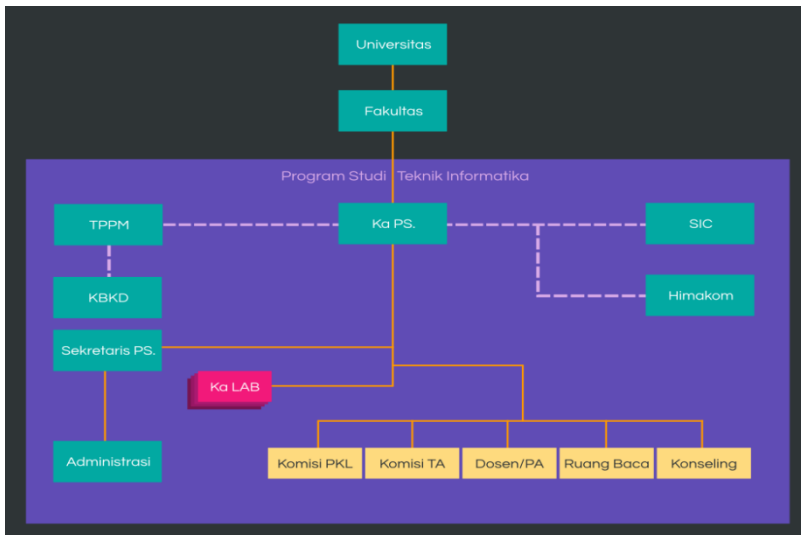 Universitas
Fakultas
Program Studi Teknik Informatika
TPPM
Ka PS.
SIC
KBKD
Himakom
Sekretaris PS.
Ka LAB
Administrasi
Komisi PKL
Komisi TA
Dosen/PA
Ruang Baca
Konseling